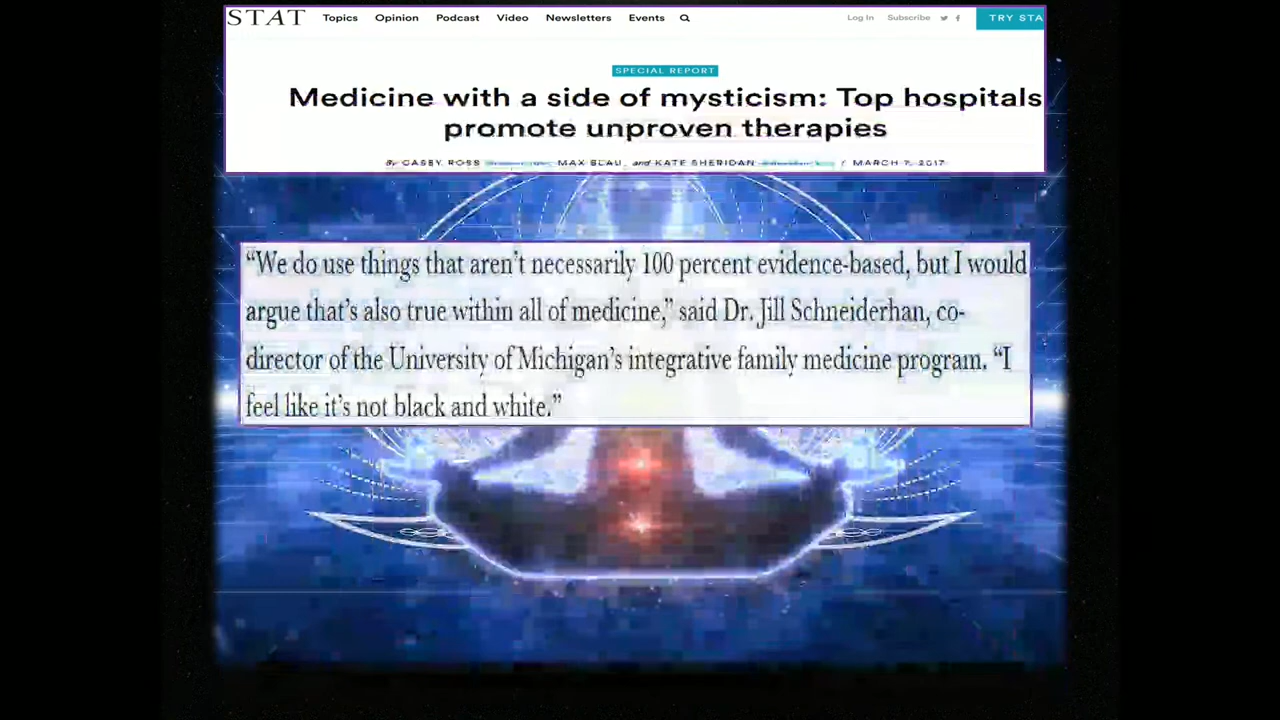 STAT Topics Opinion Podcast Video Newsletters Events Log In Subscribe TRY STA
SPECIAL REPORT
Medicine with a side of mysticism: Top hospitals
promote unproven therapies
By CASEY ROSS MAX BLAU, and KATE SHERIDAN / MARCH 7, 2017
“We do use things that aren’t necessarily 100 percent evidence-based, but I would
argue that’s also true within all of medicine,” said Dr. Jill Schneiderhan, co-
director of the University of Michigan’s integrative family medicine program. “I
feel like it’s not black and white.”